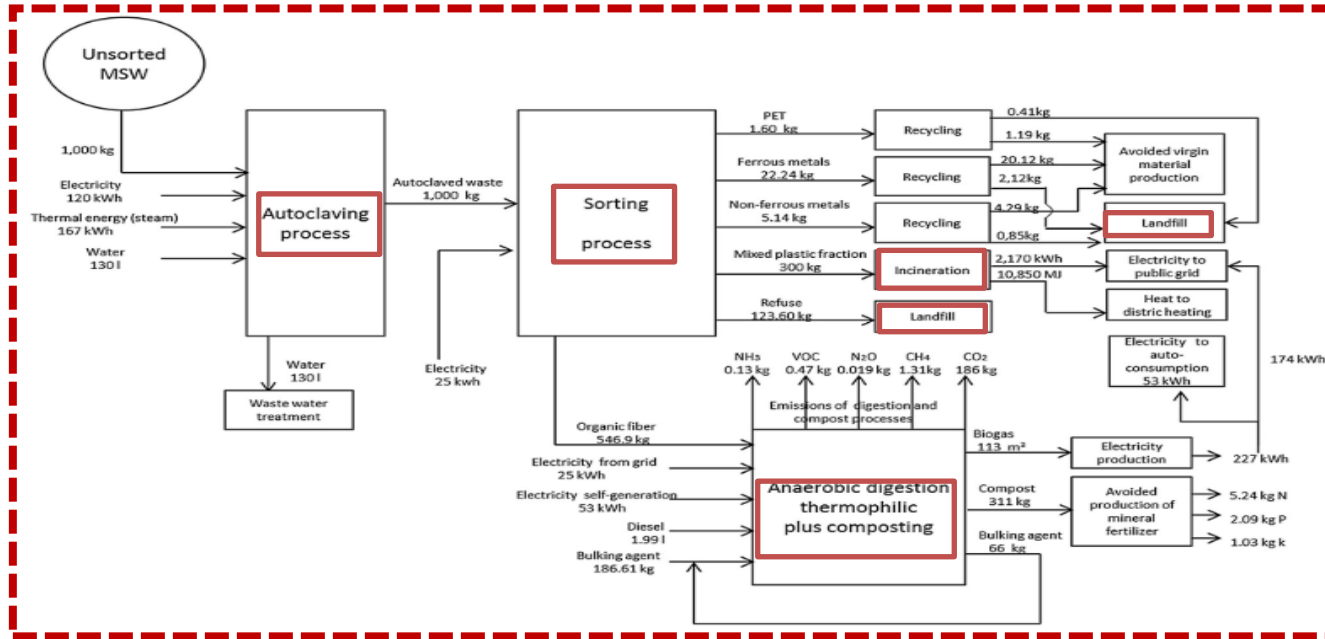 Unsorted
MSW
1,000 kg
Electricity
120 kWh
Thermal energy (steam)
167 kWh
Water
130 l
Autoclaving
process
Water
130 l
Waste water
treatment
Autoclaved waste
1,000 kg
Electricity
25 kwh
Sorting
process
PET
1.60 kg
Ferrous metals
22.24 kg
Non-ferrous metals
5.14 kg
Mixed plastic fraction
300 kg
Refuse
123.60 kg
Recycling
Recycling
Recycling
Incineration
Landfill
0.41kg
1.19 kg
20.12 kg
2,12kg
4.29 kg
0,85kg
2,170 kWh
10,850 MJ
Avoided virgin
material
production
Landfill
Electricity to
public grid
Heat to
distric heating
Electricity to
auto-
consumption
53 kWh
174 kWh
NH₃
0.13 kg
VOC
0.47 kg
N₂O
0.019 kg
CH₄
1.31kg
CO₂
186 kg
Emissions of digestion and
compost processes
Organic fiber
546.9 kg
Electricity from grid
25 kWh
Electricity self-generation
53 kWh
Diesel
1.99 l
Bulking agent
186.61 kg
Anaerobic digestion
thermophilic
plus composting
Biogas
113 m³
Compost
311 kg
Bulking agent
66 kg
Electricity
production
227 kWh
Avoided
production of
mineral
fertilizer
5.24 kg N
2.09 kg P
1.03 kg k